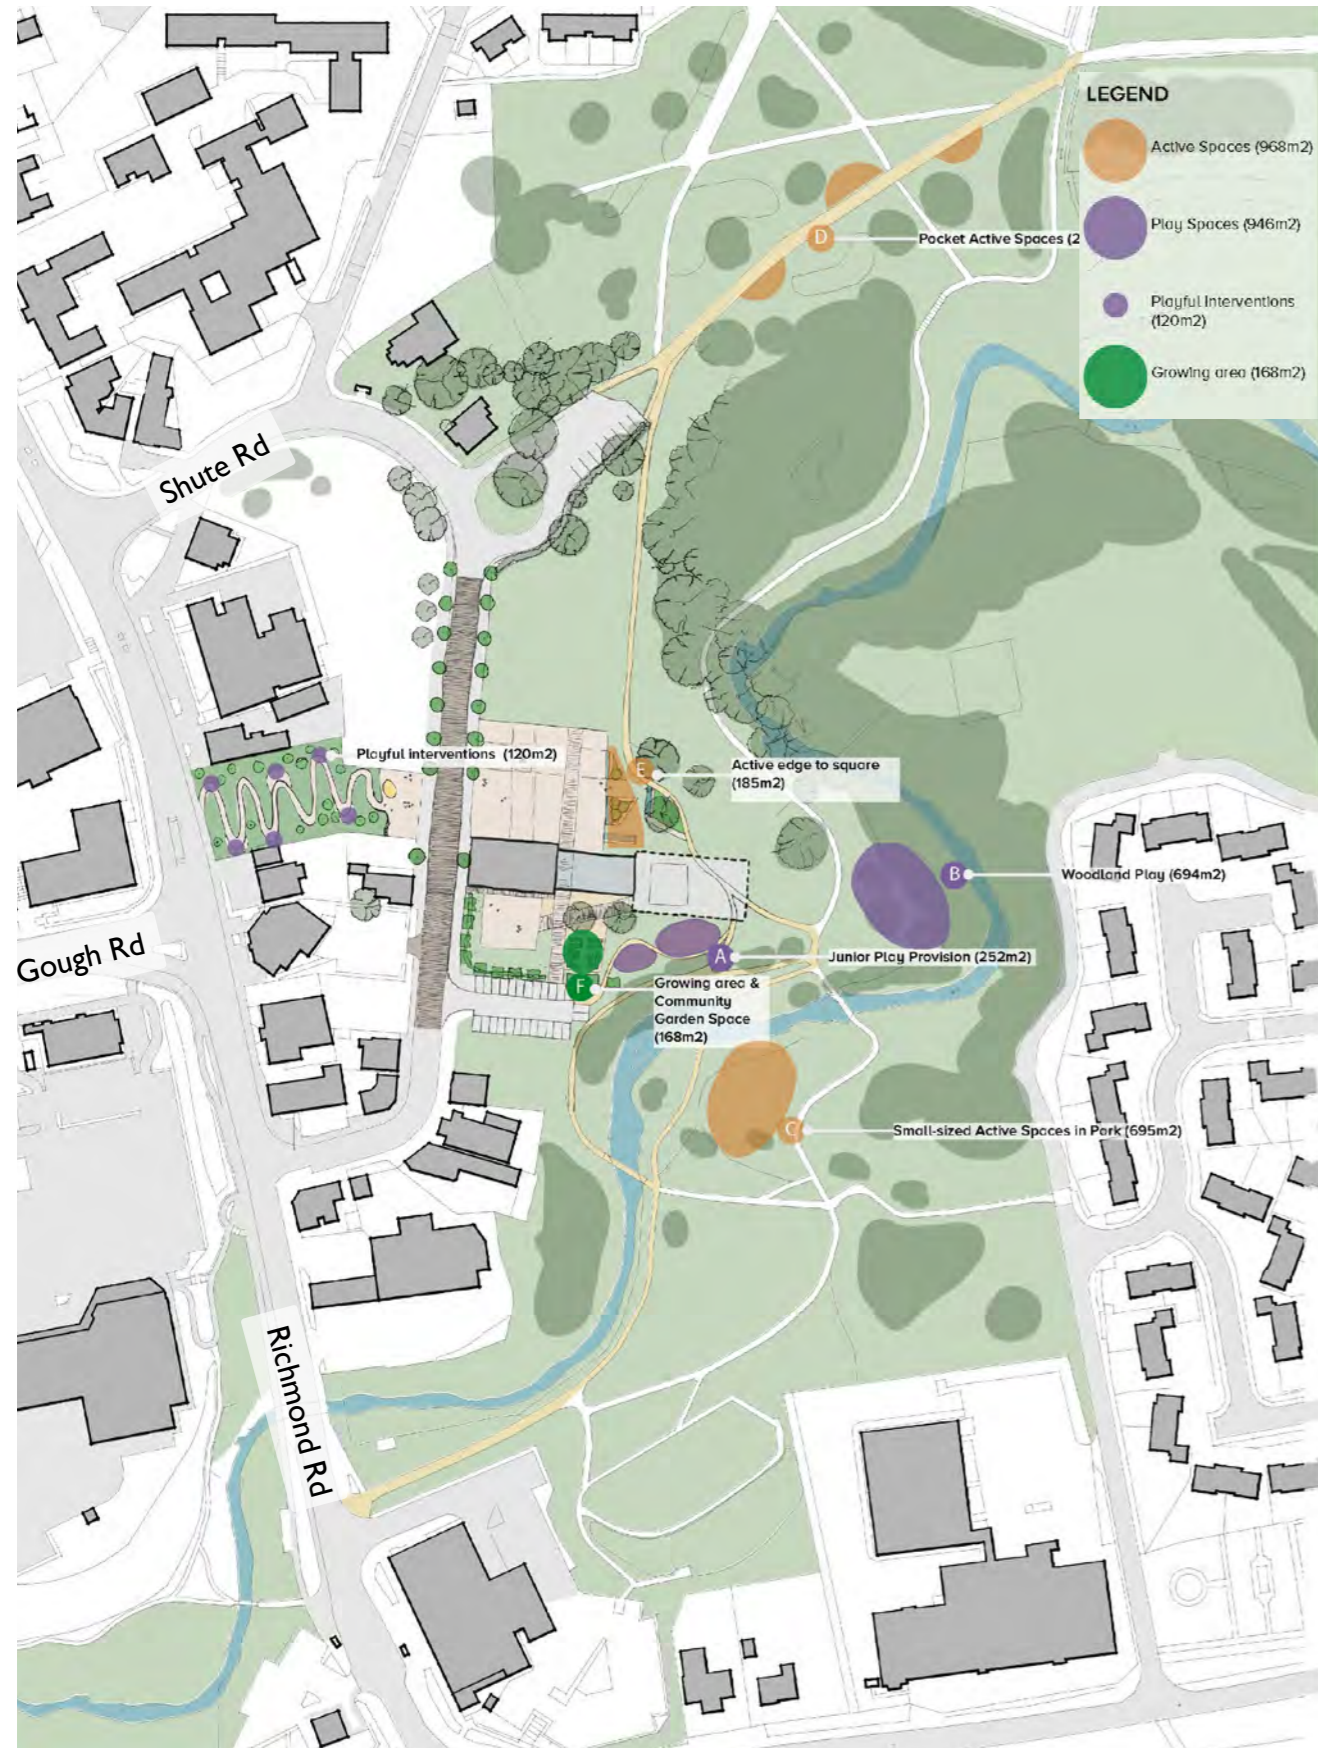 LEGEND
Active Spaces (968m2)
Play Spaces (946m2)
Playful Interventions
(120m2)
Growing area (168m2)
D
Pocket Active Spaces (2
Shute Rd
Playful interventions (120m2)
E
Active edge to square
(185m2)
B
Woodland Play (694m2)
Gough Rd
A
Junior Play Provision (252m2)
F
Growing area &
Community
Garden Space
(168m2)
C
Small-sized Active Spaces in Park (695m2)
Richmond Rd